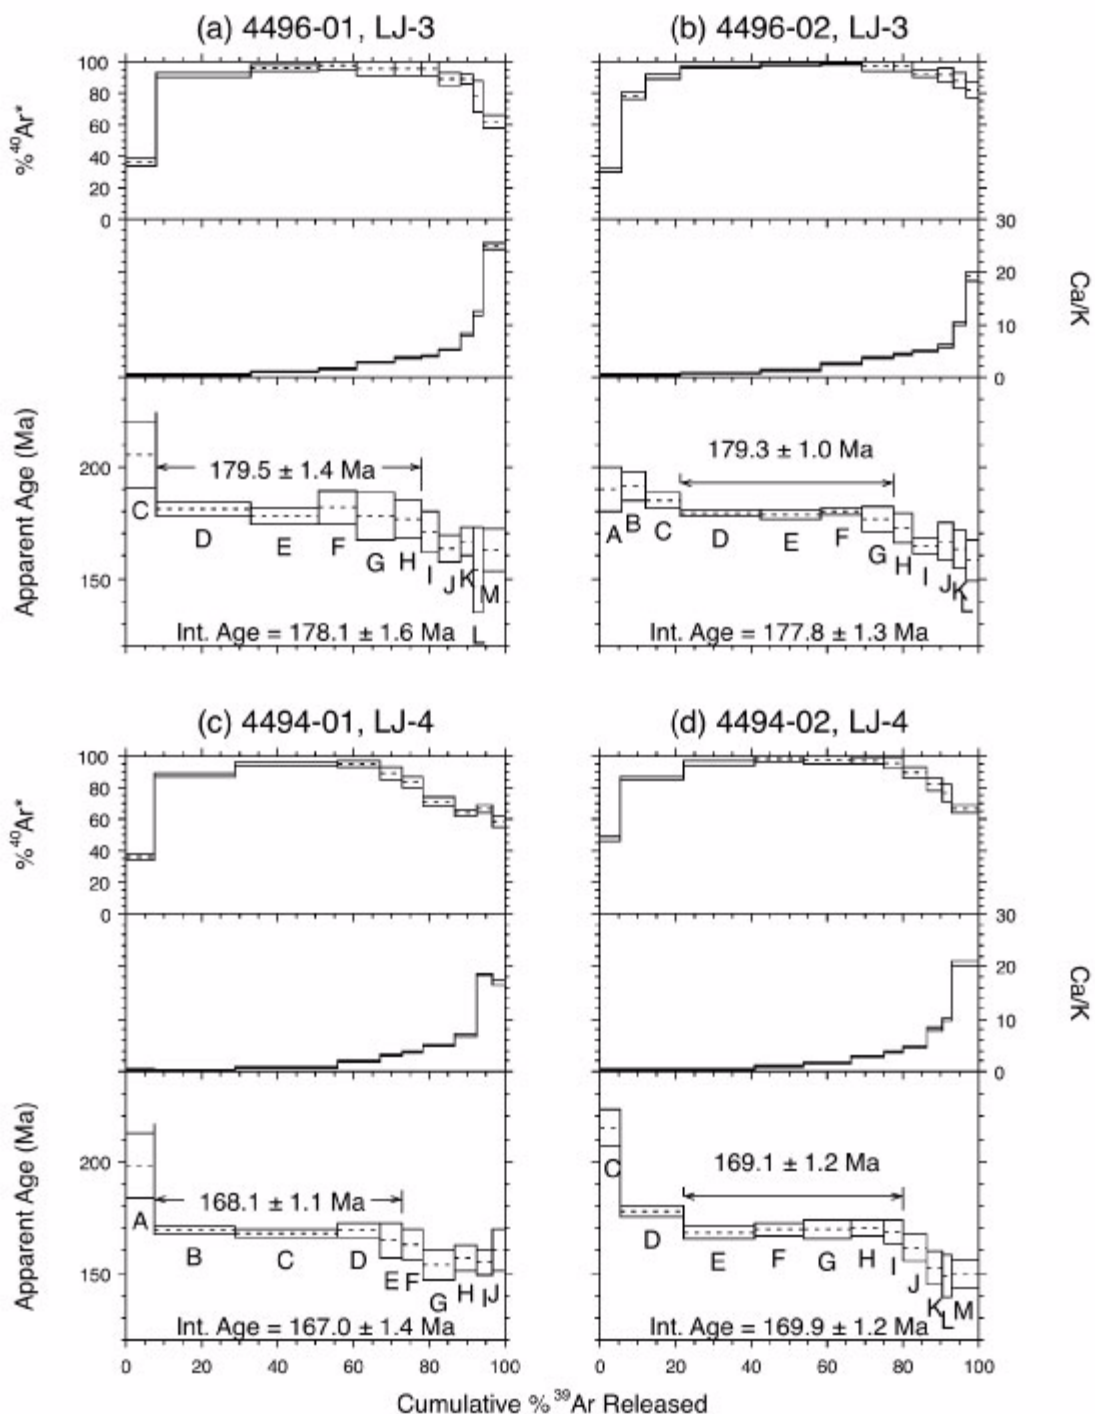 (a) 4496-01, LJ-3
(b) 4496-02, LJ-3
%⁴⁰Ar*
100
80
60
40
20
0
30
20
10
0
Ca/K
Apparent Age (Ma)
200
150
179.5 ± 1.4 Ma
C
D
E
F
G
H
I
J
K
L
M
Int. Age = 178.1 ± 1.6 Ma
179.3 ± 1.0 Ma
A
B
C
D
E
F
G
H
I
J
K
L
Int. Age = 177.8 ± 1.3 Ma
(c) 4494-01, LJ-4
(d) 4494-02, LJ-4
%⁴⁰Ar*
100
80
60
40
20
0
30
20
10
0
Ca/K
Apparent Age (Ma)
200
150
168.1 ± 1.1 Ma
A
B
C
D
E
F
G
H
I
J
Int. Age = 167.0 ± 1.4 Ma
169.1 ± 1.2 Ma
C
D
E
F
G
H
I
J
K
L
M
Int. Age = 169.9 ± 1.2 Ma
0 20 40 60 80 100
0 20 40 60 80 100
Cumulative % ³⁹Ar Released